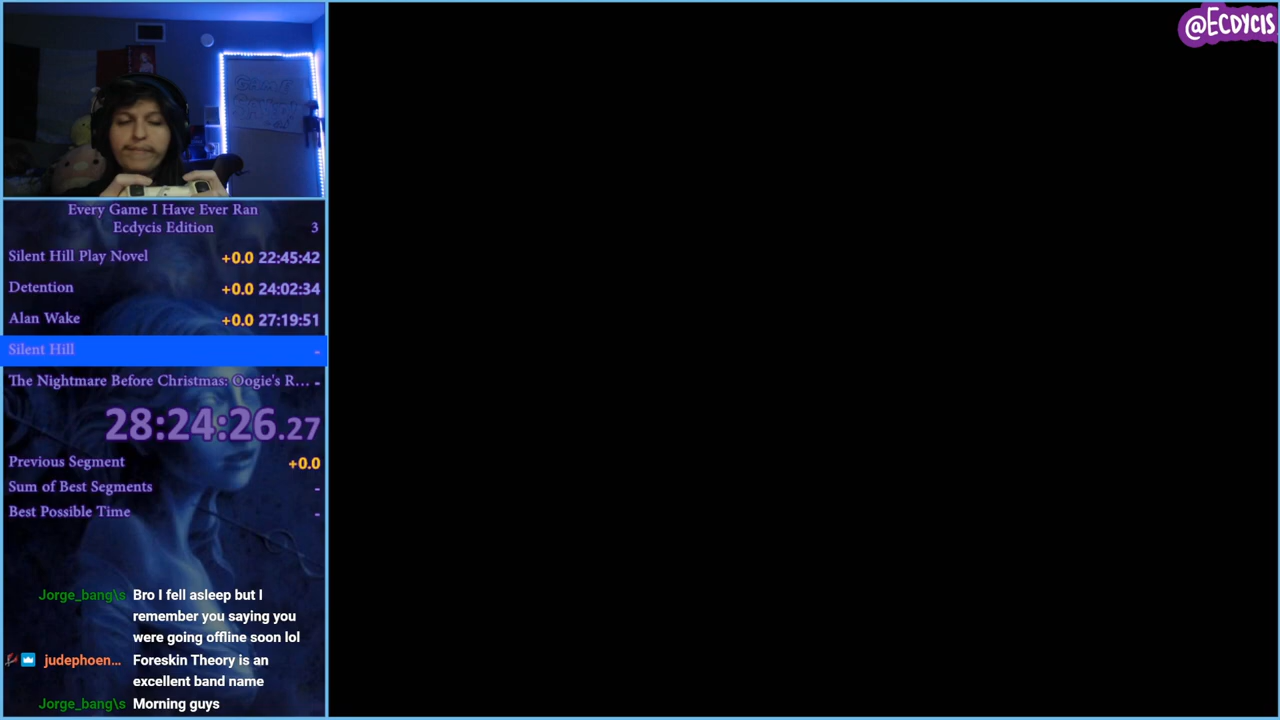 @ECDYCIS
Every Game I Have Ever Ran
Ecdycis Edition 3
Silent Hill Play Novel +0.0 22:45:42
Detention +0.0 24:02:34
Alan Wake +0.0 27:19:51
Silent Hill -
The Nightmare Before Christmas: Oogie's R... -
28:24:26.27
Previous Segment +0.0
Sum of Best Segments -
Best Possible Time -
Jorge_bang\s Bro I fell asleep but I
remember you saying you
were going offline soon lol
judephoen... Foreskin Theory is an
excellent band name
Jorge_bang\s Morning guys